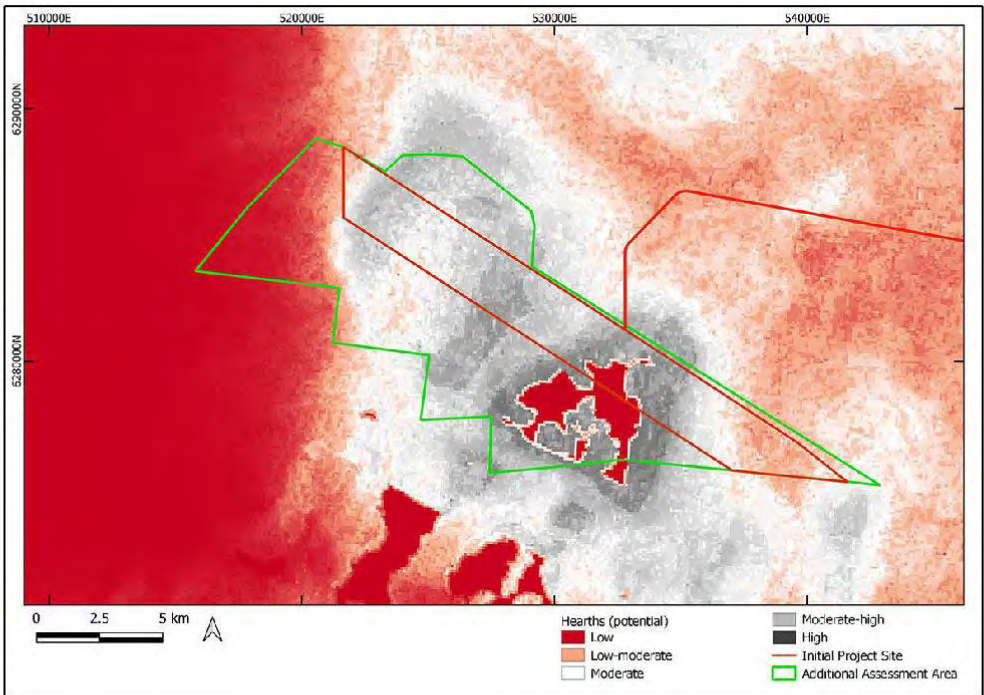 510000E 520000E 530000E 540000E
6290000N
6280000N
0 2.5 5 km
Hearths (potential)
Low
Low-moderate
Moderate
Moderate-high
High
Initial Project Site
Additional Assessment Area